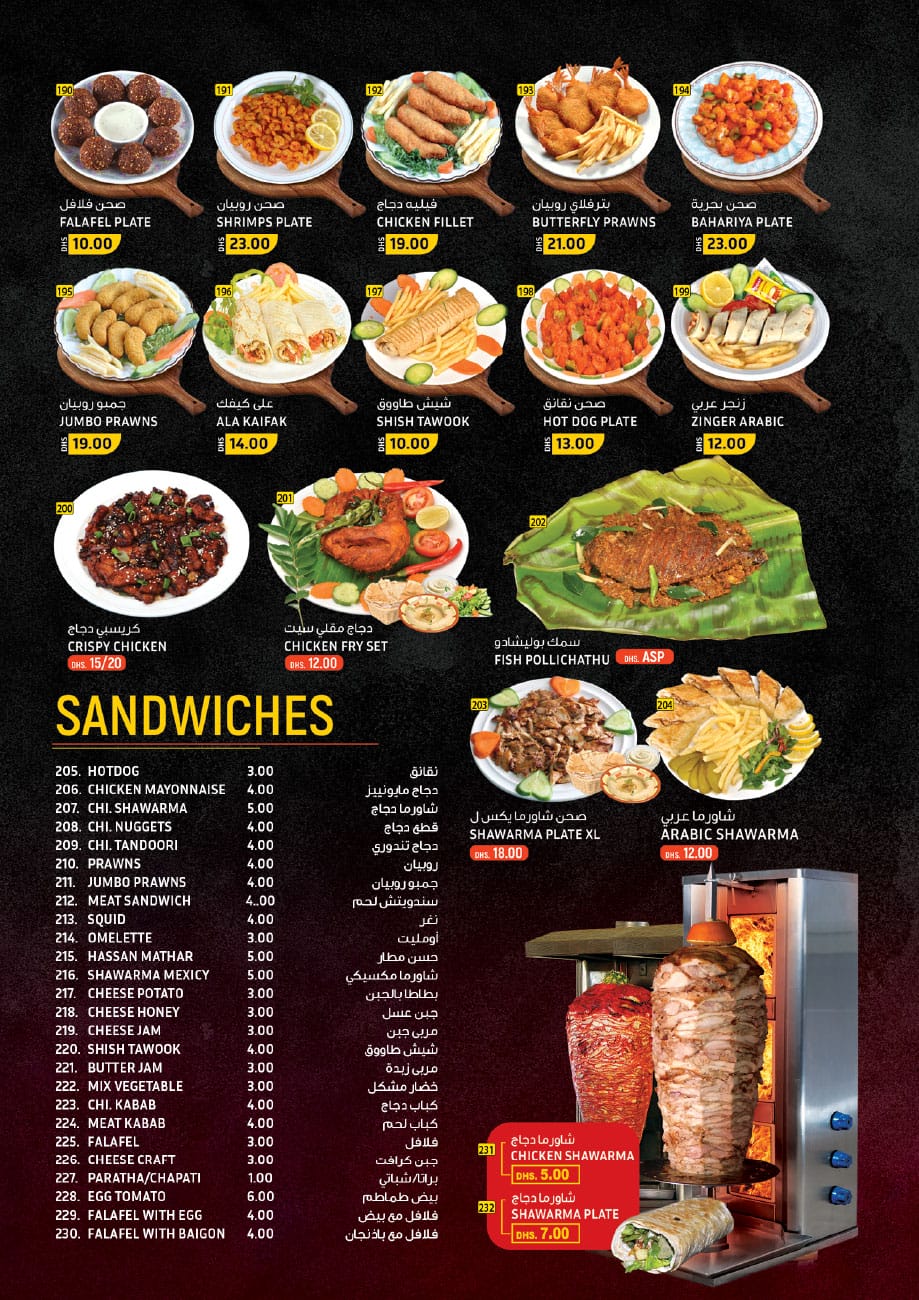 190
صحن فلافل
FALAFEL PLATE
DHS 10.00
191
صحن روبيان
SHRIMPS PLATE
DHS 23.00
192
فيليه دجاج
CHICKEN FILLET
DHS 19.00
193
بترفلاي روبيان
BUTTERFLY PRAWNS
DHS 21.00
194
صحن بحرية
BAHARIYA PLATE
DHS 23.00
195
جمبو روبيان
JUMBO PRAWNS
DHS 19.00
196
على كيفك
ALA KAIFAK
DHS 14.00
197
شيش طاووق
SHISH TAWOOK
DHS 10.00
198
صحن نقانق
HOT DOG PLATE
DHS 13.00
199
زنجر عربي
ZINGER ARABIC
DHS 12.00
200
كريسبي دجاج
CRISPY CHICKEN
DHS. 15/20
201
دجاج مقلي سيت
CHICKEN FRY SET
DHS. 12.00
202
سمك بوليشادو
FISH POLLICHATHU DHS. ASP
SANDWICHES
205. HOTDOG 3.00 نقانق
206. CHICKEN MAYONNAISE 4.00 دجاج مايونييز
207. CHI. SHAWARMA 5.00 شاورما دجاج
208. CHI. NUGGETS 4.00 قطع دجاج
209. CHI. TANDOORI 4.00 دجاج تندوري
210. PRAWNS 4.00 روبيان
211. JUMBO PRAWNS 4.00 جمبو روبيان
212. MEAT SANDWICH 4..00 سندويتش لحم
213. SQUID 4.00 نغر
214. OMELETTE 3.00 أومليت
215. HASSAN MATHAR 5.00 حسن مطار
216. SHAWARMA MEXICY 5.00 شاورما مكسيكي
217. CHEESE POTATO 3.00 بطاطا بالجبن
218. CHEESE HONEY 3.00 جبن عسل
219. CHEESE JAM 3.00 مربى جبن
220. SHISH TAWOOK 4.00 شيش طاووق
221. BUTTER JAM 3.00 مربى زبدة
222. MIX VEGETABLE 3.00 خضار مشكل
223. CHI. KABAB 4.00 كباب دجاج
224. MEAT KABAB 4.00 كباب لحم
225. FALAFEL 3.00 فلافل
226. CHEESE CRAFT 3.00 جبن كرافت
227. PARATHA/CHAPATI 1.00 براتا/شباتي
228. EGG TOMATO 6.00 بيض طماطم
229. FALAFEL WITH EGG 4.00 فلافل مع بيض
230. FALAFEL WITH BAIGON 4.00 فلافل مع باذنجان
203
صحن شاورما يكس ل
SHAWARMA PLATE XL
DHS. 18.00
204
شاورما عربي
ARABIC SHAWARMA
DHS. 12.00
231
شاورما دجاج
CHICKEN SHAWARMA
DHS. 5.00
232
شاورما دجاج
SHAWARMA PLATE
DHS. 7.00